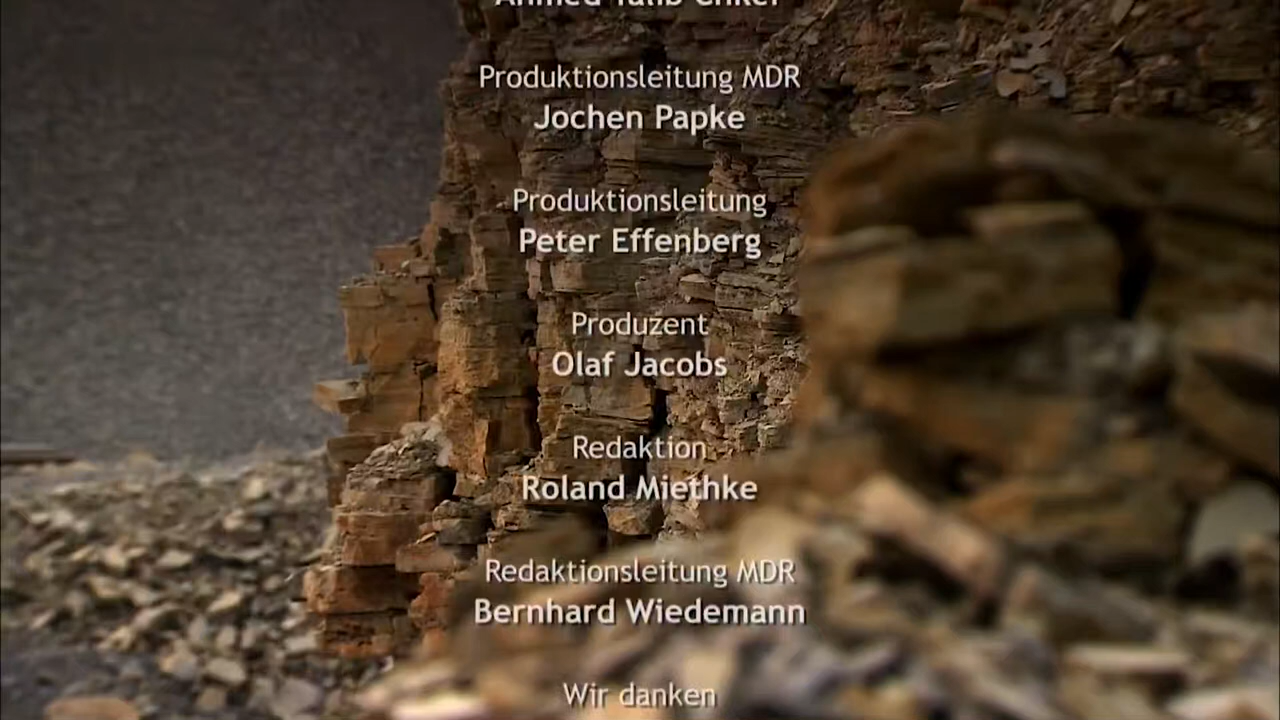 Produktionsleitung MDR
Jochen Papke
Produktionsleitung
Peter Effenberg
Produzent
Olaf Jacobs
Redaktion
Roland Miethke
Redaktionsleitung MDR
Bernhard Wiedemann
Wir danken